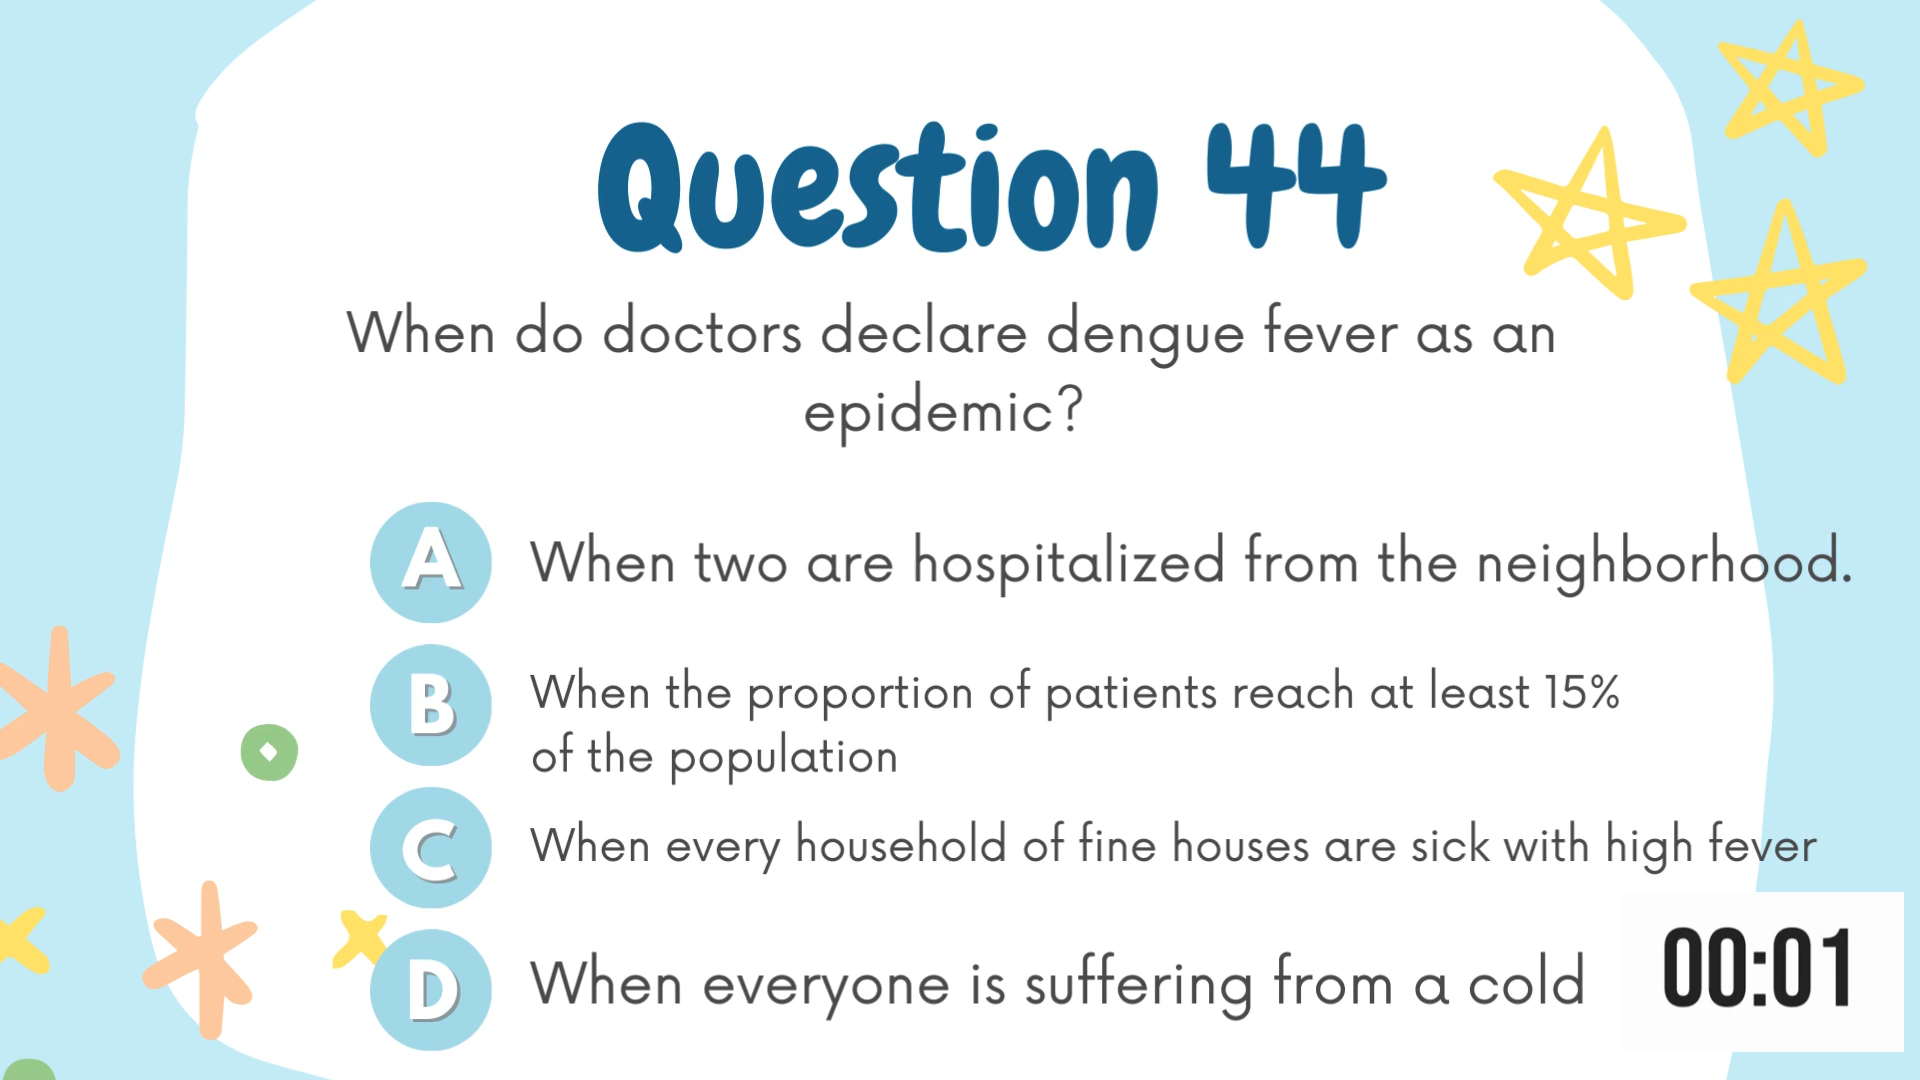 Question 44
When do doctors declare dengue fever as an
epidemic?
A When two are hospitalized from the neighborhood.
B When the proportion of patients reach at least 15%
of the population
C When every household of fine houses are sick with high fever
D When everyone is suffering from a cold
00:01